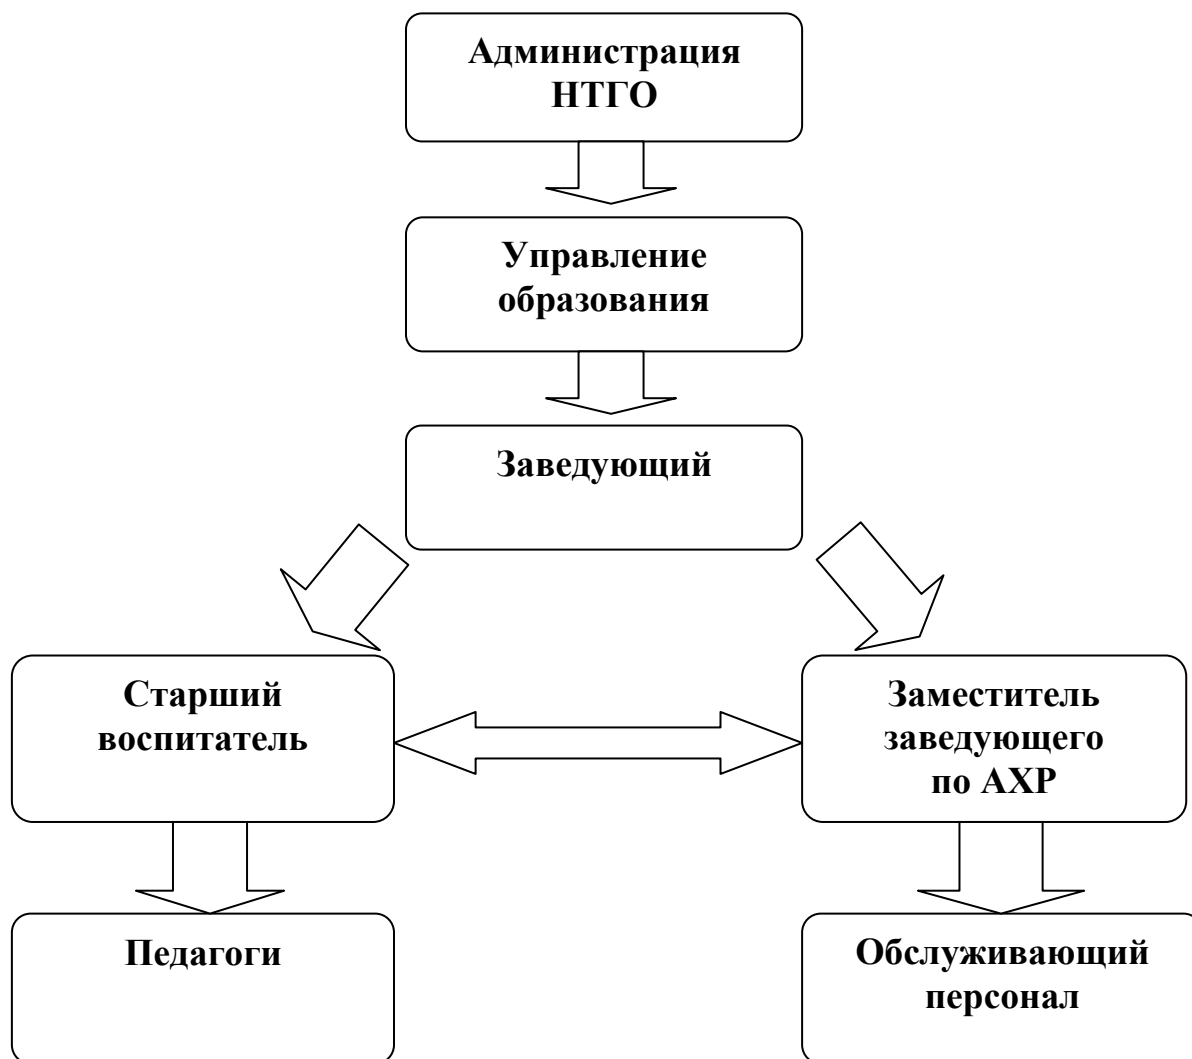 Администрация
НТГО
Управление
образования
Заведующий
Старший
воспитатель
Заместитель
заведующего
по АХР
Педагоги
Обслуживающий
персонал